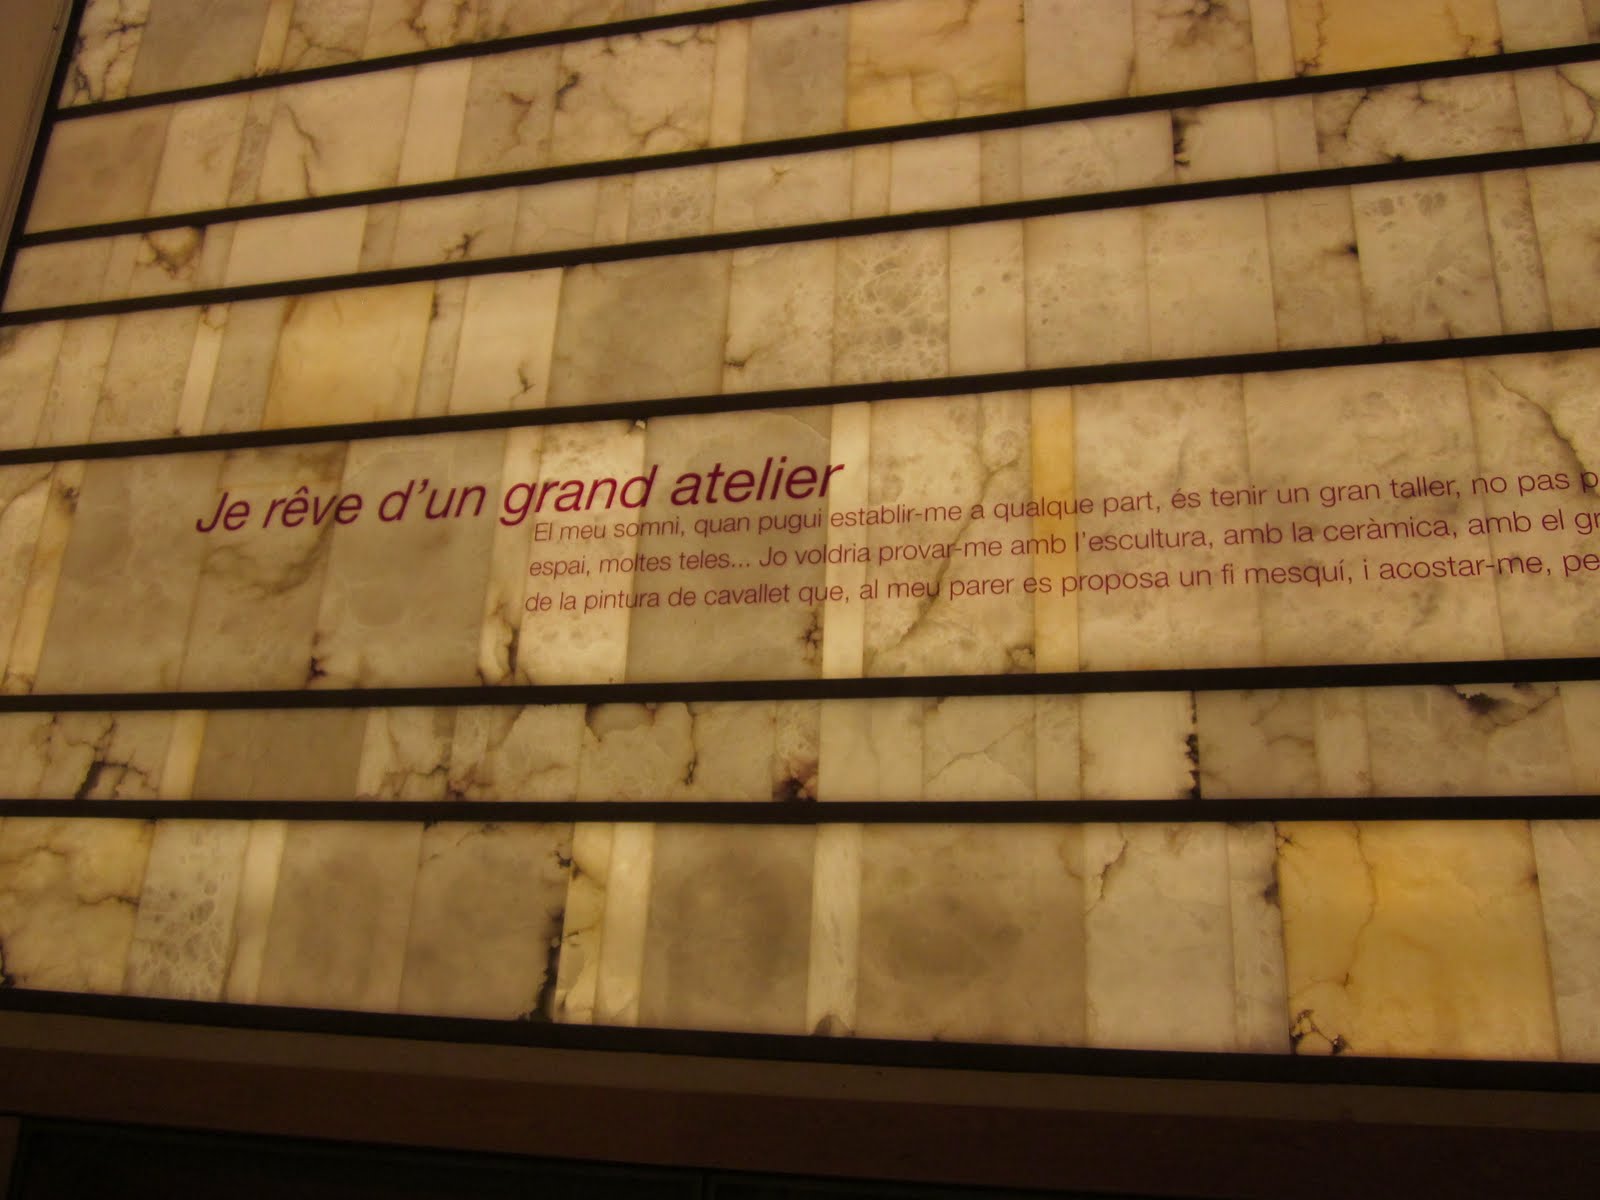 Je rêve d’un grand atelier
El meu somni, quan pugui establir-me a qualque part, és tenir un gran taller, no pas
espai, moltes teles... Jo voldria provar-me amb l’escultura, amb la ceràmica, amb el
de la pintura de cavallet que, al meu parer es proposa un fi mesquí, i acostar-me,